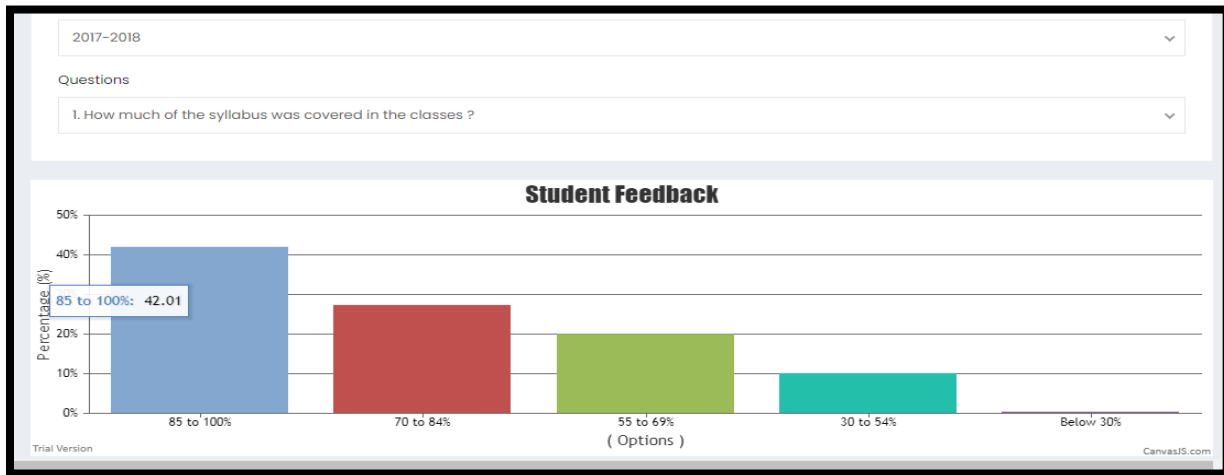 2017-2018
Questions
1. How much of the syllabus was covered in the classes ?
Student Feedback
Percentage (%)
50%
40%
85 to 100%: 42.01
20%
10%
0%
85 to 100%
70 to 84%
55 to 69%
30 to 54%
Below 30%
( Options )
Trial Version
CanvasJS.com